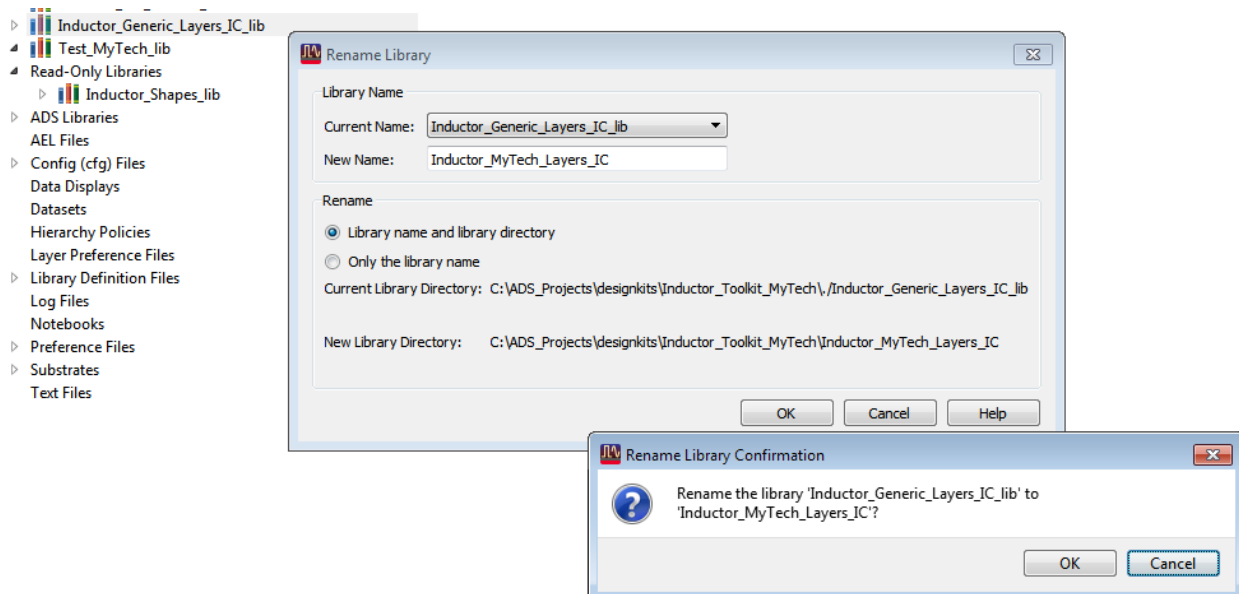 Inductor_Generic_Layers_IC_lib
Test_MyTech_lib
Read-Only Libraries
Inductor_Shapes_lib
ADS Libraries
AEL Files
Config (cfg) Files
Data Displays
Datasets
Hierarchy Policies
Layer Preference Files
Library Definition Files
Log Files
Notebooks
Preference Files
Substrates
Text Files
Rename Library
Library Name
Current Name: Inductor_Generic_Layers_IC_lib
New Name: Inductor_MyTech_Layers_IC
Rename
Library name and library directory
Only the library name
Current Library Directory: C:\ADS_Projects\designkits\Inductor_Toolkit_MyTech\./Inductor_Generic_Layers_IC_lib
New Library Directory: C:\ADS_Projects\designkits\Inductor_Toolkit_MyTech\Inductor_MyTech_Layers_IC
OK Cancel Help
Rename Library Confirmation
Rename the library 'Inductor_Generic_Layers_IC_lib' to
'Inductor_MyTech_Layers_IC'?
OK Cancel